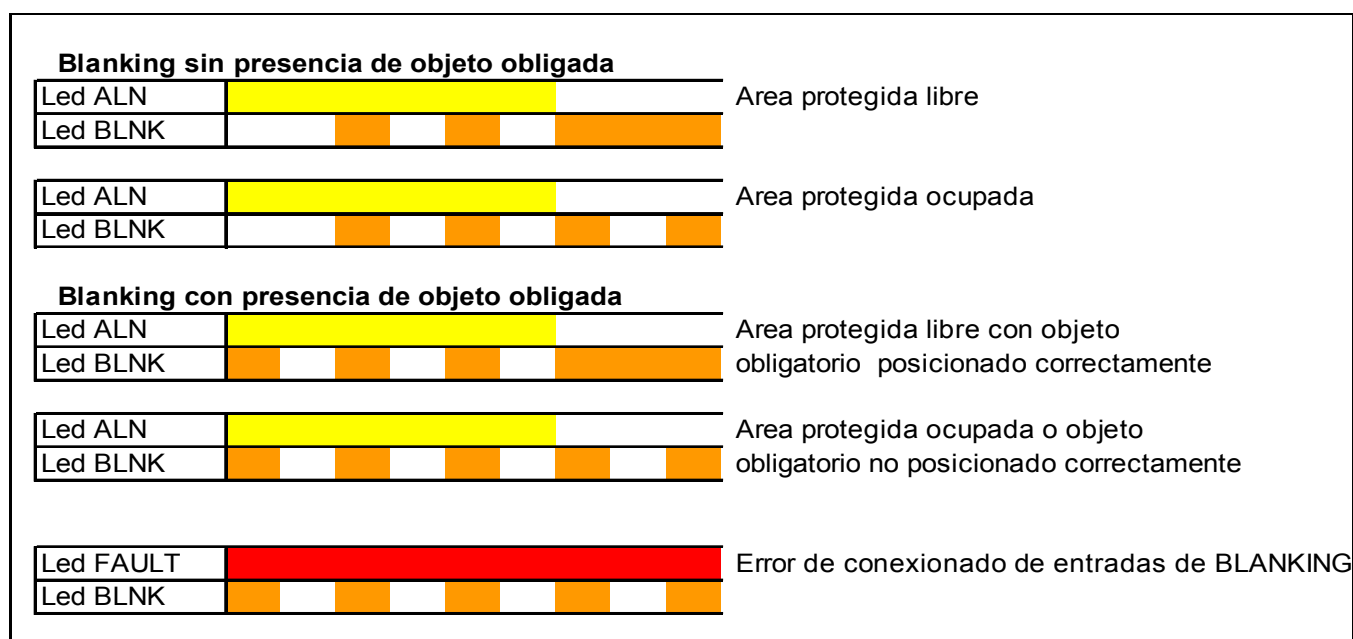 Blanking sin presencia de objeto obligada
Led ALN Area protegida libre
Led BLNK
Led ALN Area protegida ocupada
Led BLNK
Blanking con presencia de objeto obligada
Led ALN Area protegida libre con objeto
Led BLNK obligatorio posicionado correctamente
Led ALN Area protegida ocupada o objeto
Led BLNK obligatorio no posicionado correctamente
Led FAULT Error de conexionado de entradas de BLANKING
Led BLNK